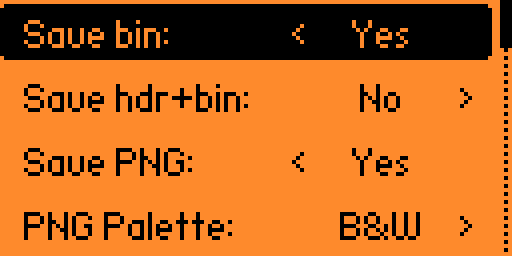 Save bin: < Yes
Save hdr+bin: No >
Save PNG: < Yes
PNG Palette: B&W >